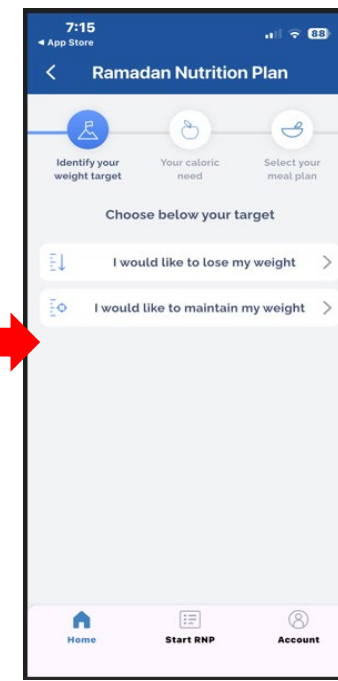 7:15
88
◀ App Store
Ramadan Nutrition Plan
Identify your
weight target
Your caloric
need
Select your
meal plan
Choose below your target
I would like to lose my weight
I would like to maintain my weight
Home
Start RNP
Account